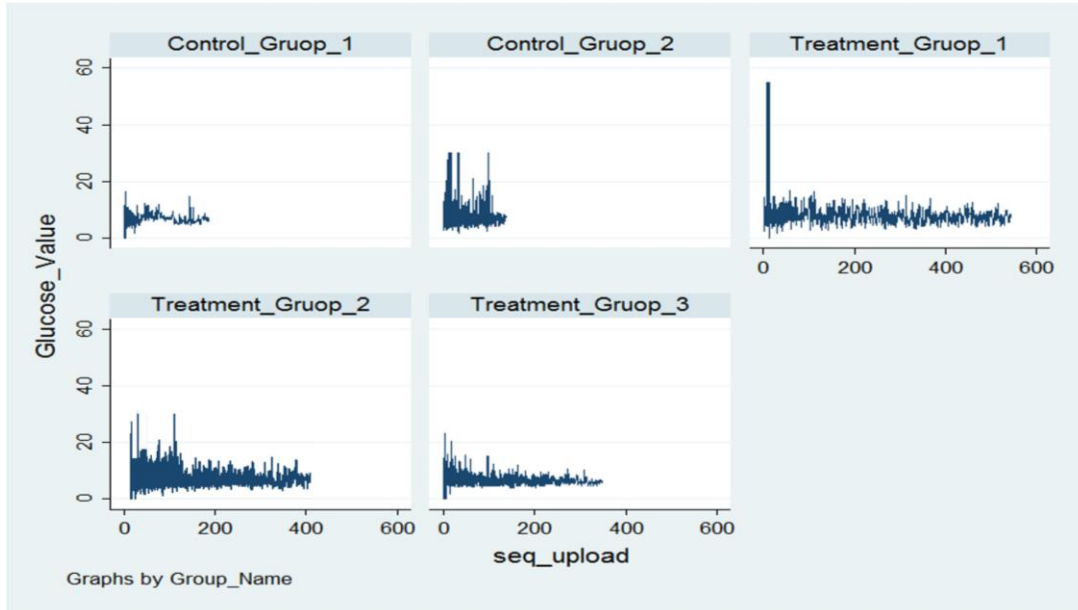 Control_Gruop_1
Control_Gruop_2
Treatment_Gruop_1
60
40
20
0
0 200 400 600
Treatment_Gruop_2
Treatment_Gruop_3
60
40
20
0
0 200 400 600
0 200 400 600
Glucose_Value
seq_upload
Graphs by Group_Name